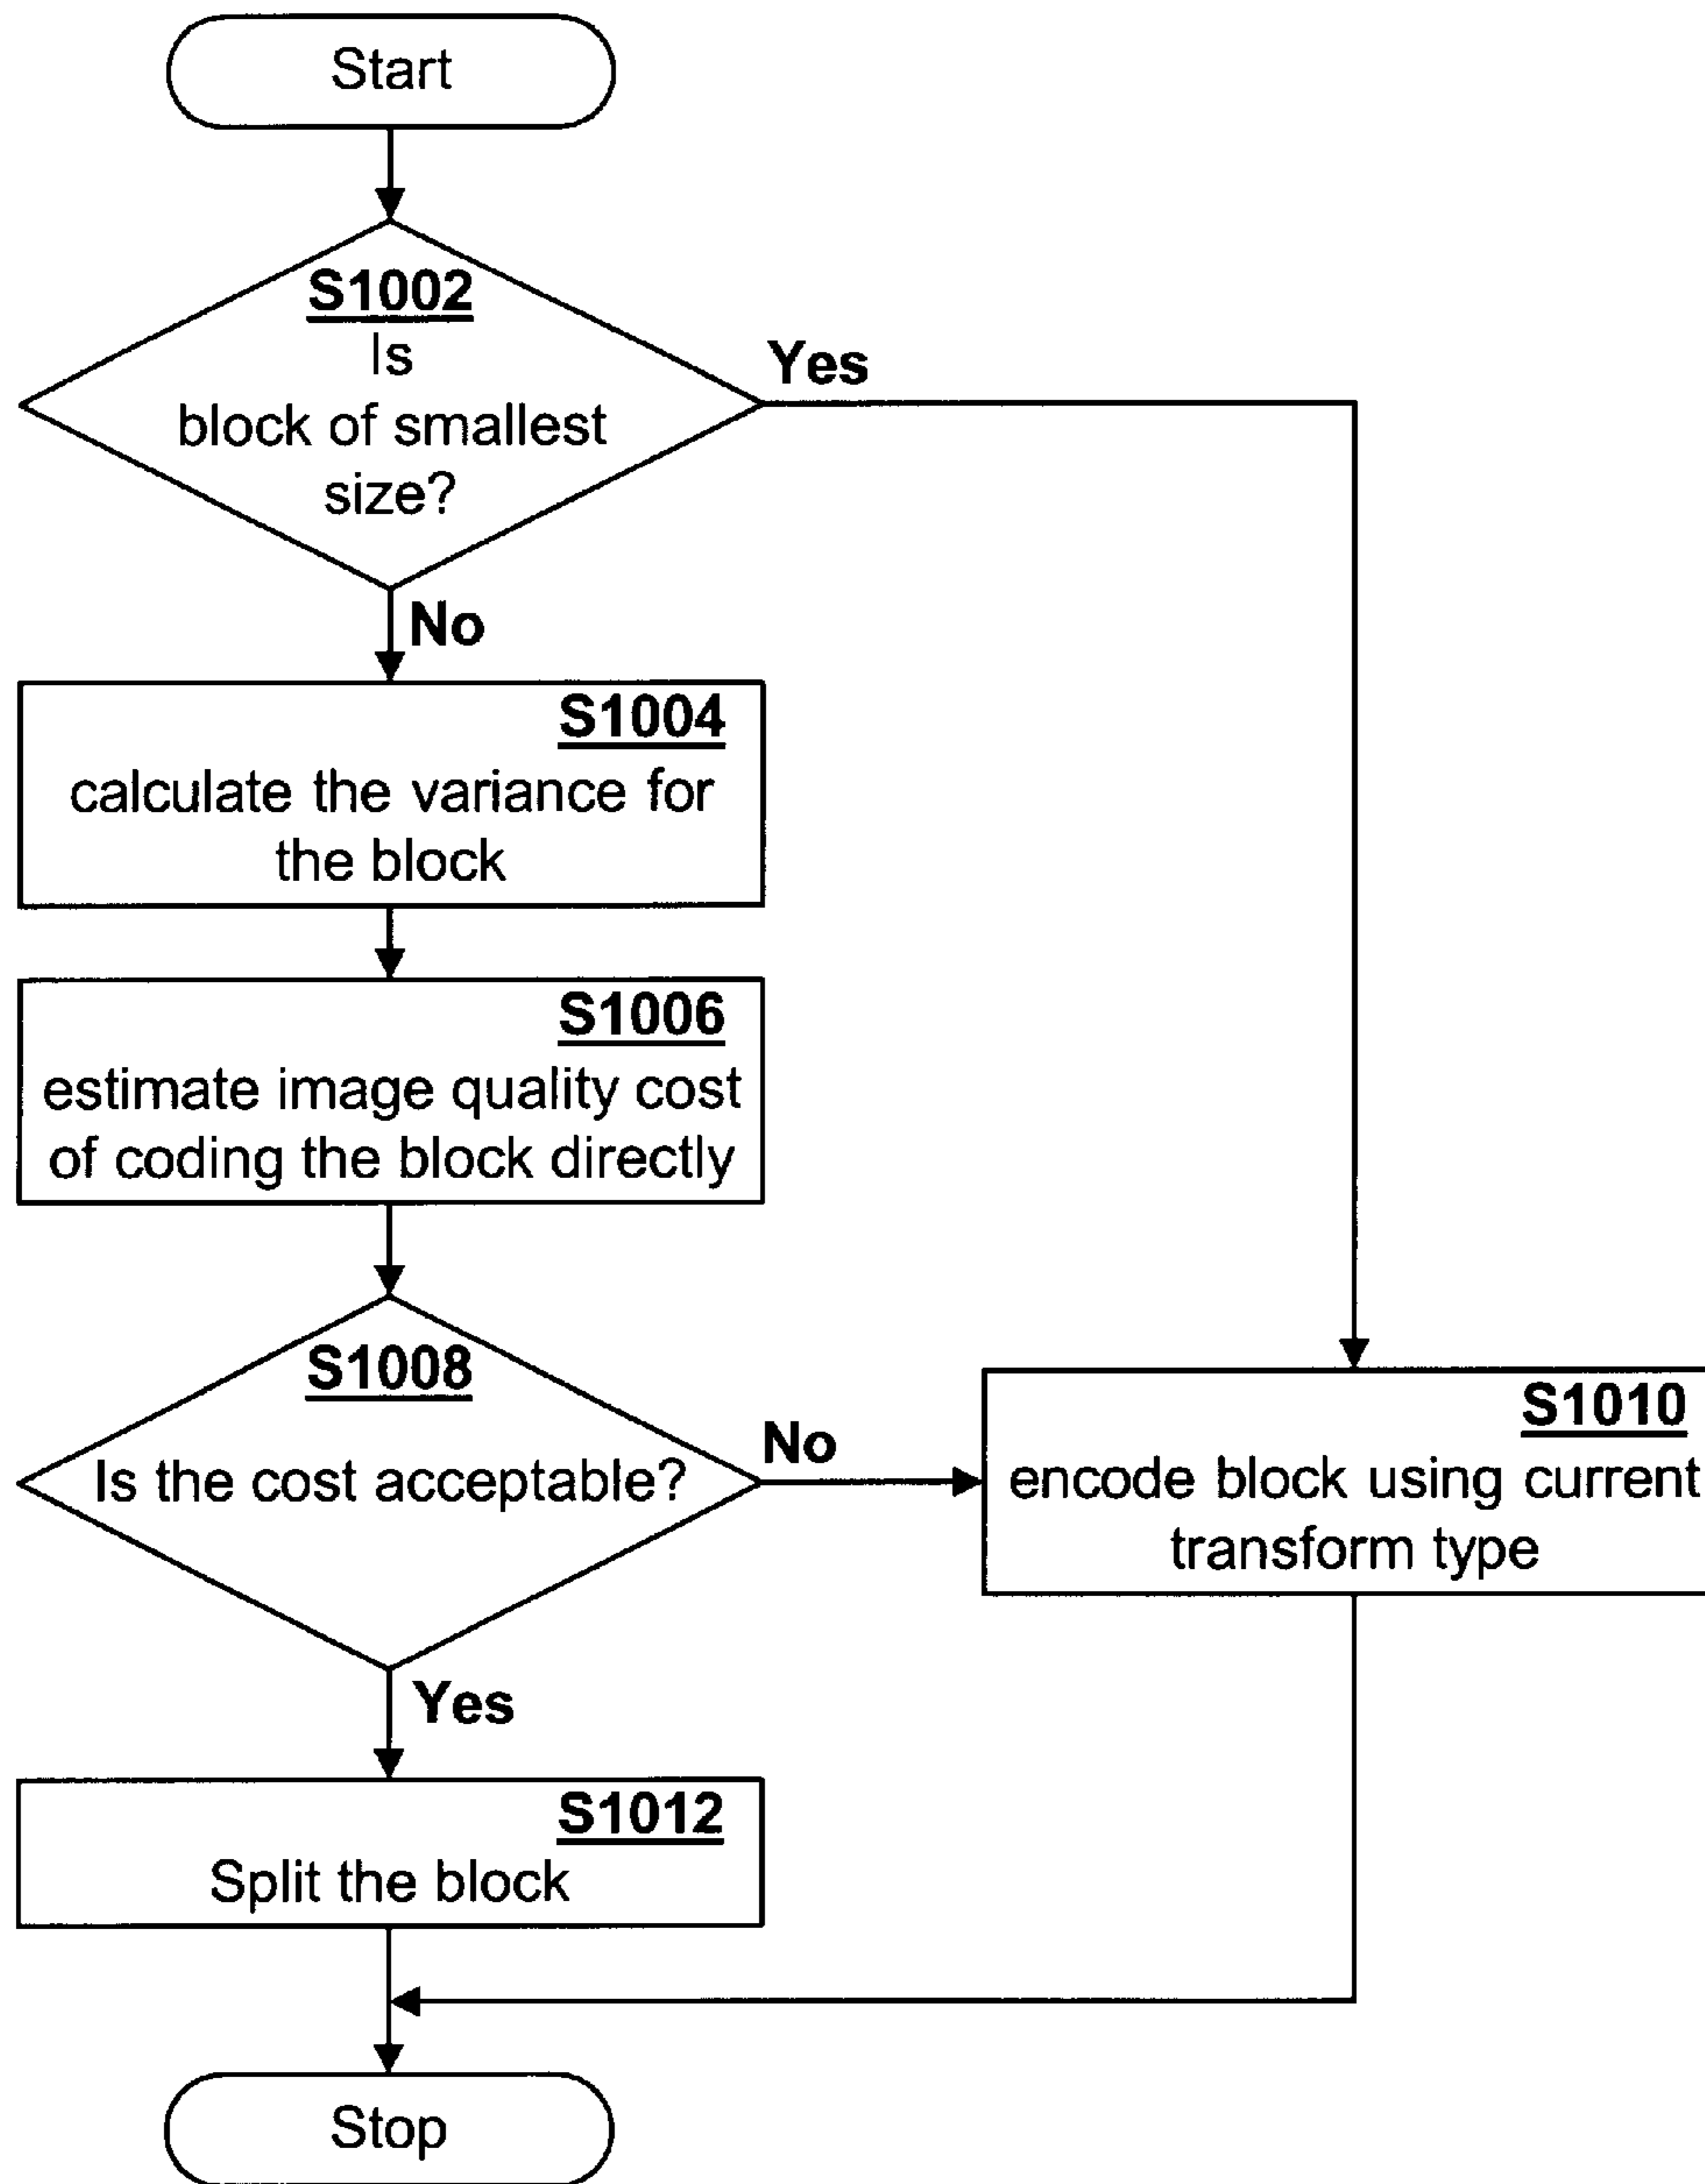 Start
S1002
Is
block of smallest
size?
Yes
No
S1004
calculate the variance for
the block
S1006
estimate image quality cost
of coding the block directly
S1008
Is the cost acceptable?
No
S1010
encode block using current
transform type
Yes
S1012
Split the block
Stop